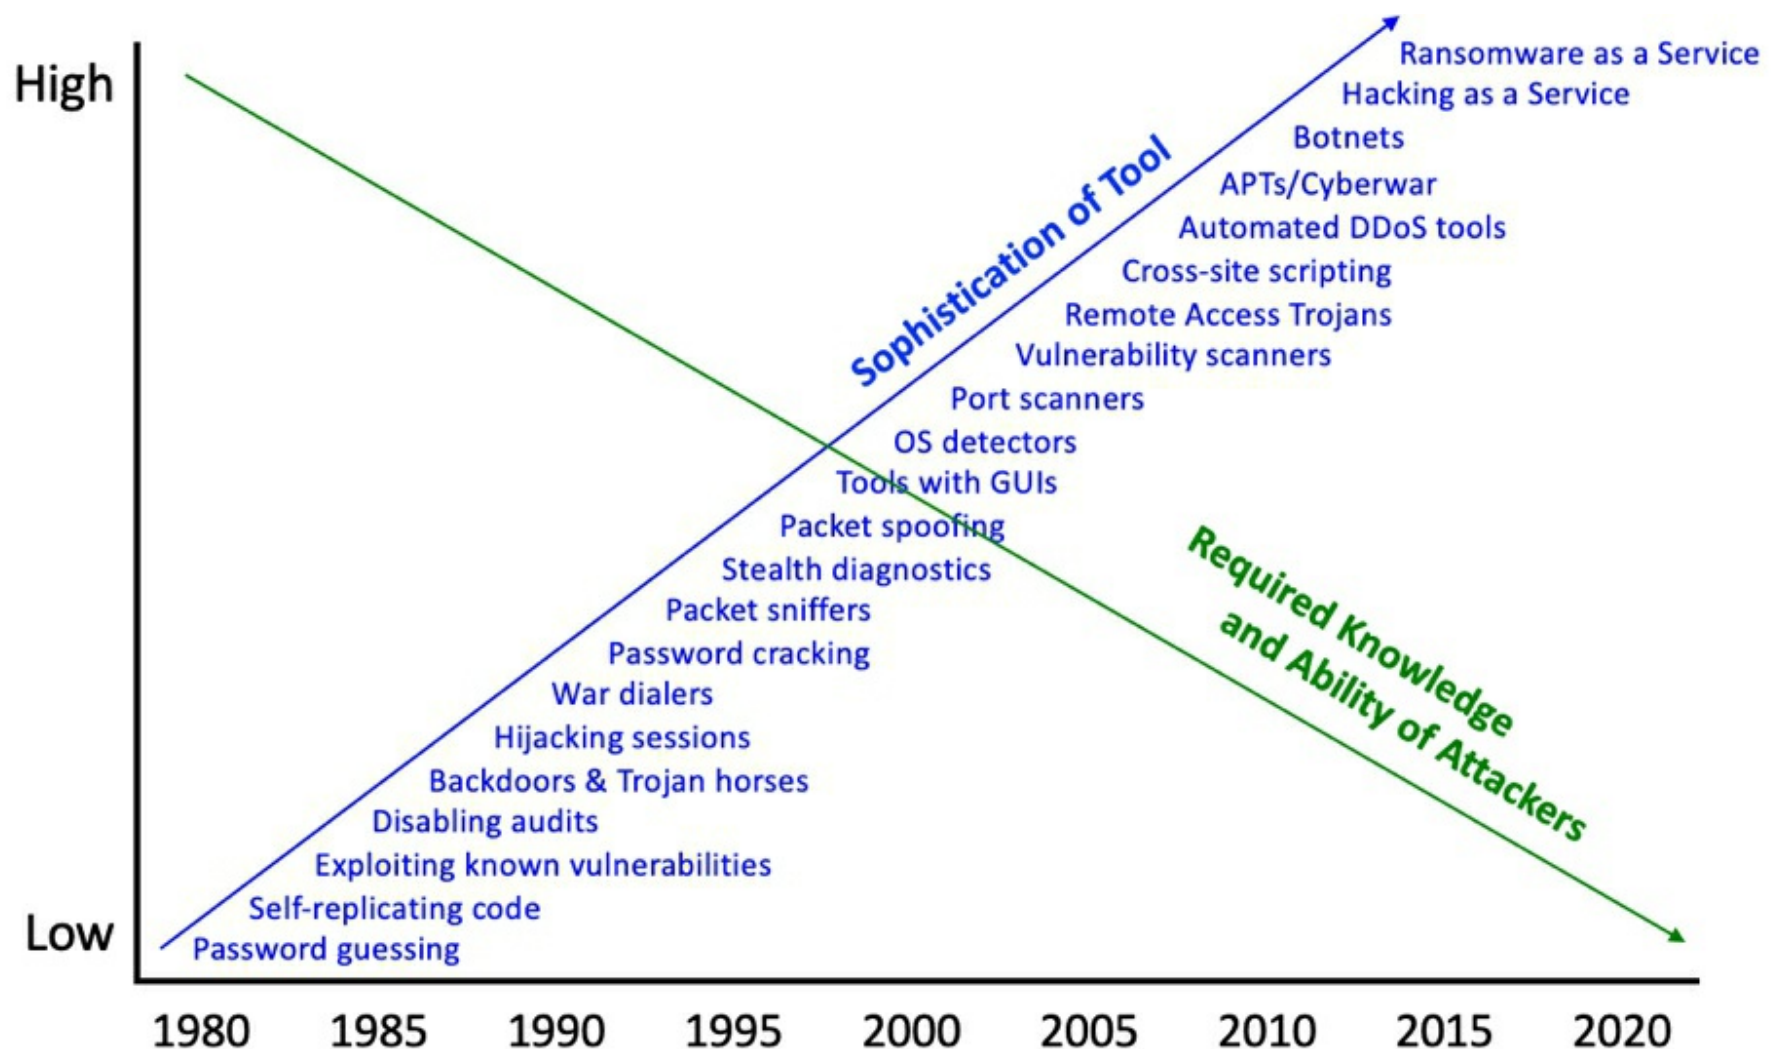 High
Low
Sophistication of Tool
Ransomware as a Service
Hacking as a Service
Botnets
APTs/Cyberwar
Automated DDoS tools
Cross-site scripting
Remote Access Trojans
Vulnerability scanners
Port scanners
OS detectors
Tools with GUIs
Packet spoofing
Stealth diagnostics
Packet sniffers
Password cracking
War dialers
Hijacking sessions
Backdoors & Trojan horses
Disabling audits
Exploiting known vulnerabilities
Self-replicating code
Password guessing
Required Knowledge
and Ability of Attackers
1980 1985 1990 1995 2000 2005 2010 2015 2020